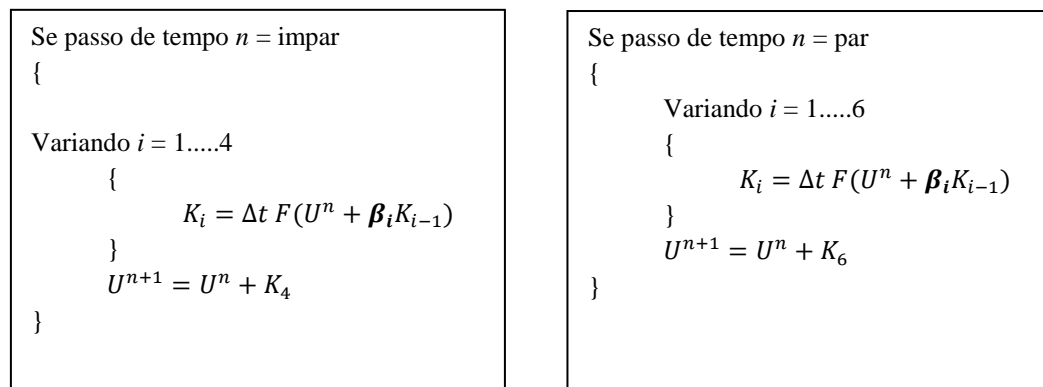 Se passo de tempo n = impar
{
Variando i = 1.....4
{
K_i = Δt F(U^n + β_i K_{i-1})
}
U^{n+1} = U^n + K_4
}
Se passo de tempo n = par
{
Variando i = 1.....6
{
K_i = Δt F(U^n + β_i K_{i-1})
}
U^{n+1} = U^n + K_6
}